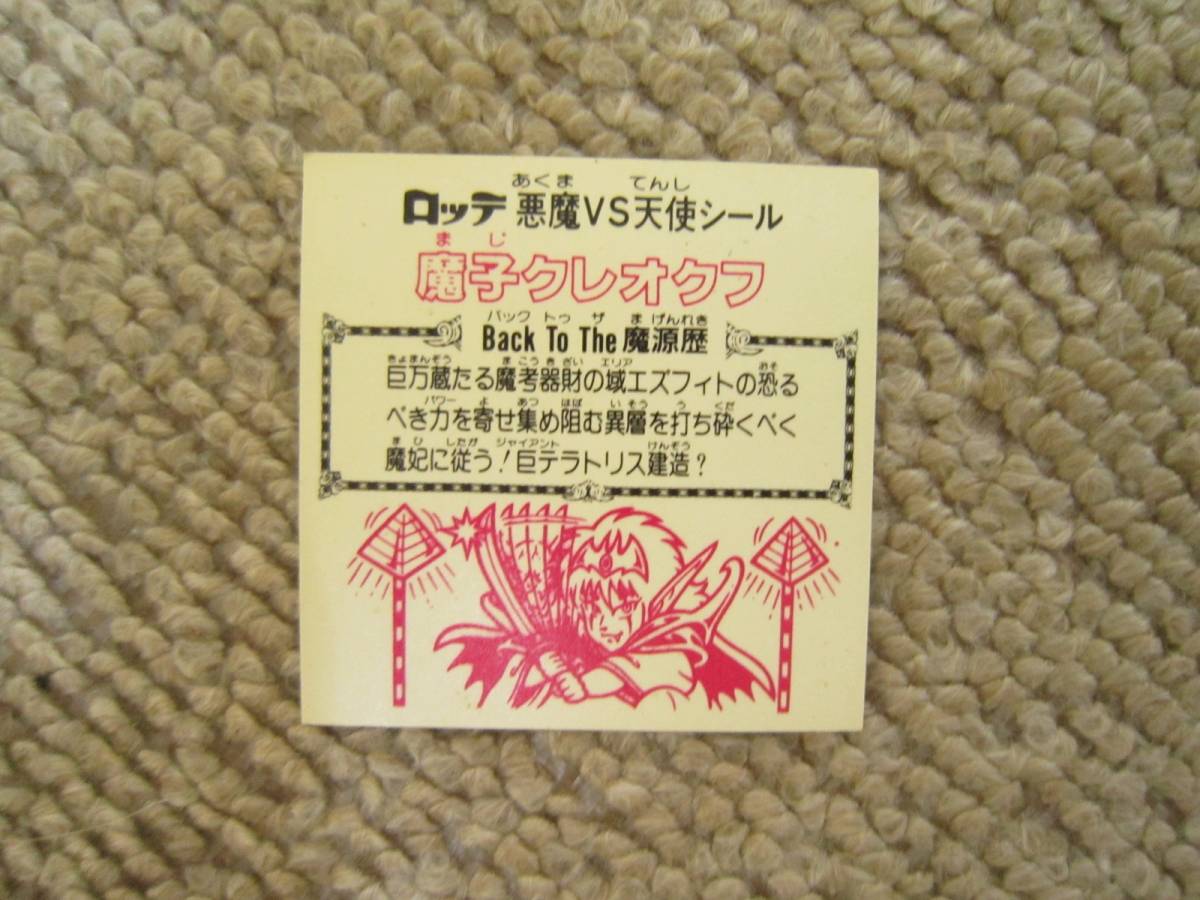 あくま てんし
ロッテ 悪魔VS天使シール
まじ
魔子クレオクフ
バック トゥ ザ まげんれき
Back To The 魔源歴
きょまんぞう まこうきざい エリア おそ
巨万蔵たる魔考器財の域エズフィトの恐る
パワー よ あつ はば いそう う くだ
べき力を寄せ集め阻む異層を打ち砕くべく
まひ したが ジャイアント けんぞう
魔妃に従う!巨テラトリス建造?